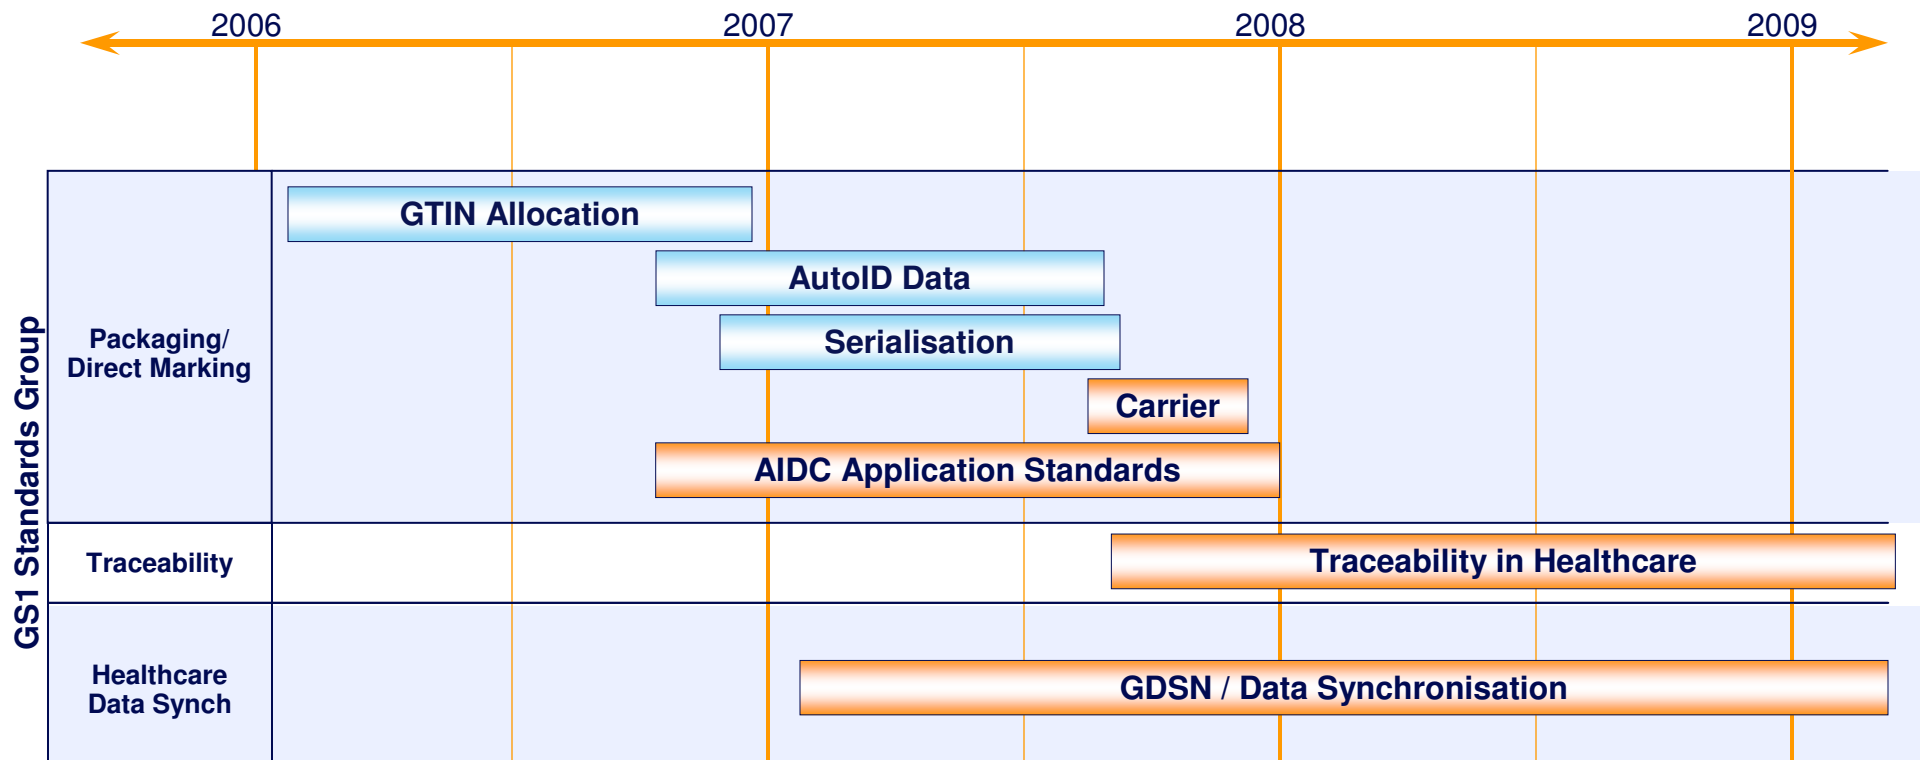 2006
2007
2008
2009
GS1 Standards Group
Packaging/
Direct Marking
GTIN Allocation
AutoID Data
Serialisation
Carrier
AIDC Application Standards
Traceability
Traceability in Healthcare
Healthcare
Data Synch
GDSN / Data Synchronisation